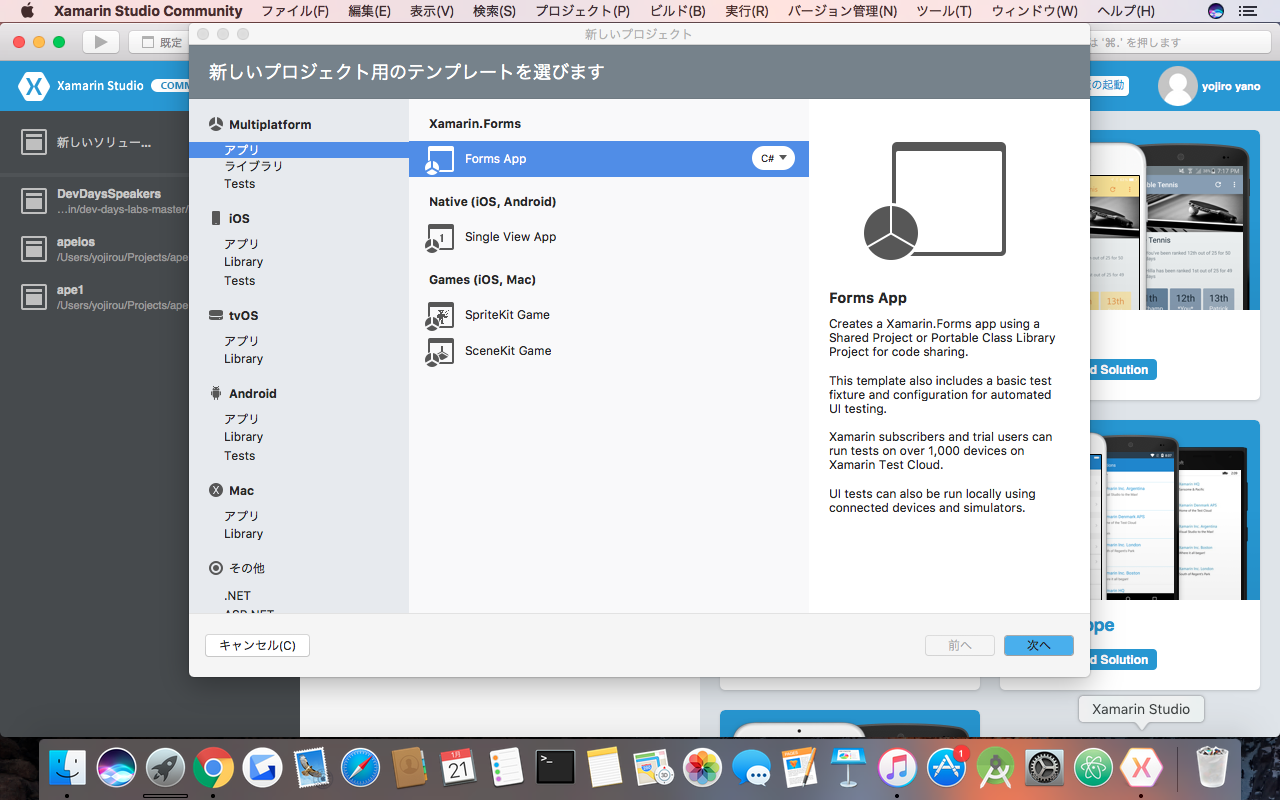 Xamarin Studio Community ファイル(F) 編集(E) 表示(V) 検索(S) プロジェクト(P) ビルド(B) 実行(R) バージョン管理(N) ツール(T) ウィンドウ(W) ヘルプ(H)
既定
新しいプロジェクト
は '⌘.' を押します
新しいプロジェクト用のテンプレートを選びます
Xamarin Studio
の起動
yojiro yano
新しいソリュー...
DevDaysSpeakers
...in/dev-days-labs-master/
apeios
/Users/yojirou/Projects/ape
ape1
/Users/yojirou/Projects/ape
Multiplatform
アプリ
ライブラリ
Tests
iOS
アプリ
Library
Tests
tvOS
アプリ
Library
Android
アプリ
Library
Tests
Mac
アプリ
Library
その他
.NET
ASP.NET
Xamarin.Forms
Forms App
C#
Native (iOS, Android)
Single View App
Games (iOS, Mac)
SpriteKit Game
SceneKit Game
Forms App
Creates a Xamarin.Forms app using a
Shared Project or Portable Class Library
Project for code sharing.
This template also includes a basic test
fixture and configuration for automated
UI testing.
Xamarin subscribers and trial users can
run tests on over 1,000 devices on
Xamarin Test Cloud.
UI tests can also be run locally using
connected devices and simulators.
キャンセル(C)
前へ
次へ
7:17 PM
Tennis
12th
13th
d Solution
ope
d Solution
Xamarin Studio
1月
21
3D
1